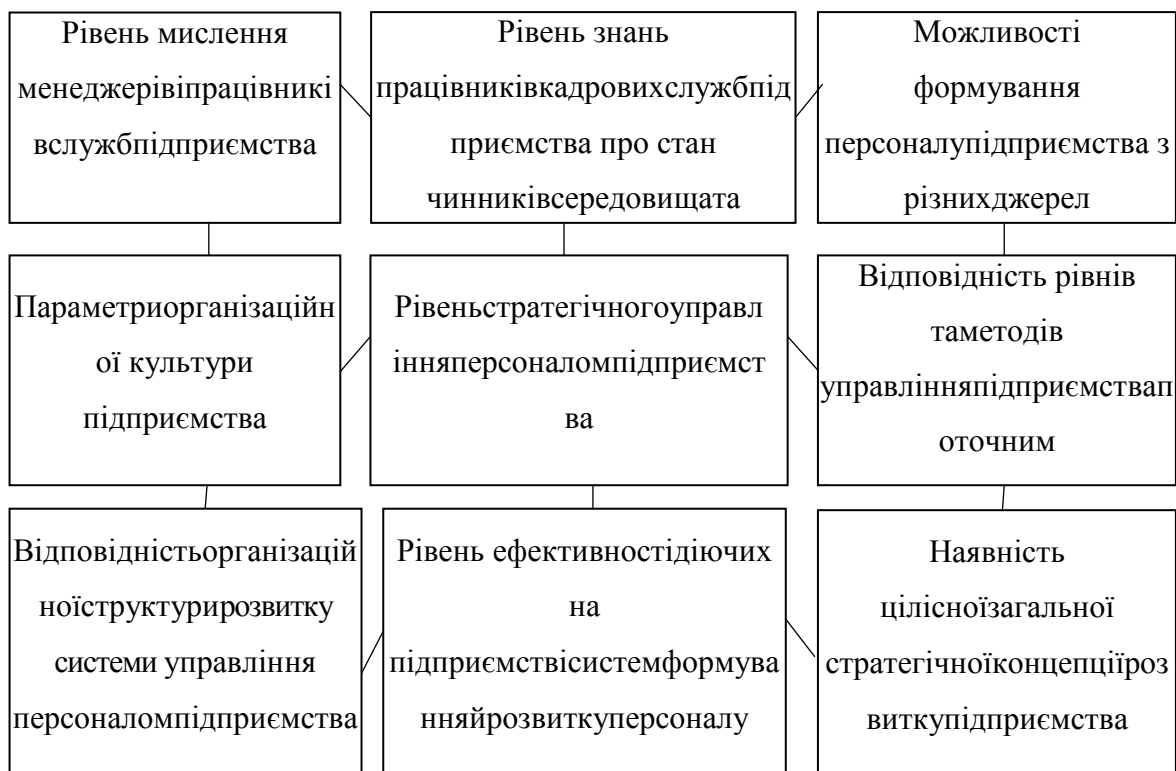 Рівень мислення
менеджерівіпрацівникі
вслужбпідприємства
Рівень знань
працівниківкадровихслужбпід
приємства про стан
чинниківсередовищата
Можливості
формування
персоналупідприємства з
різнихджерел
Параметриорганізаційн
ої культури
підприємства
Рівеньстратегічногоуправл
інняперсоналомпідприємст
ва
Відповідність рівнів
таметодів
управлінняпідприємствап
оточним
Відповідністьорганізацій
ноїструктурирозвитку
системи управління
персоналомпідприємства
Рівень ефективностідіючих
на
підприємствісистемформува
нняйрозвиткуперсоналу
Наявність
цілісноїзагальної
стратегічноїконцепціїроз
виткупідприємства